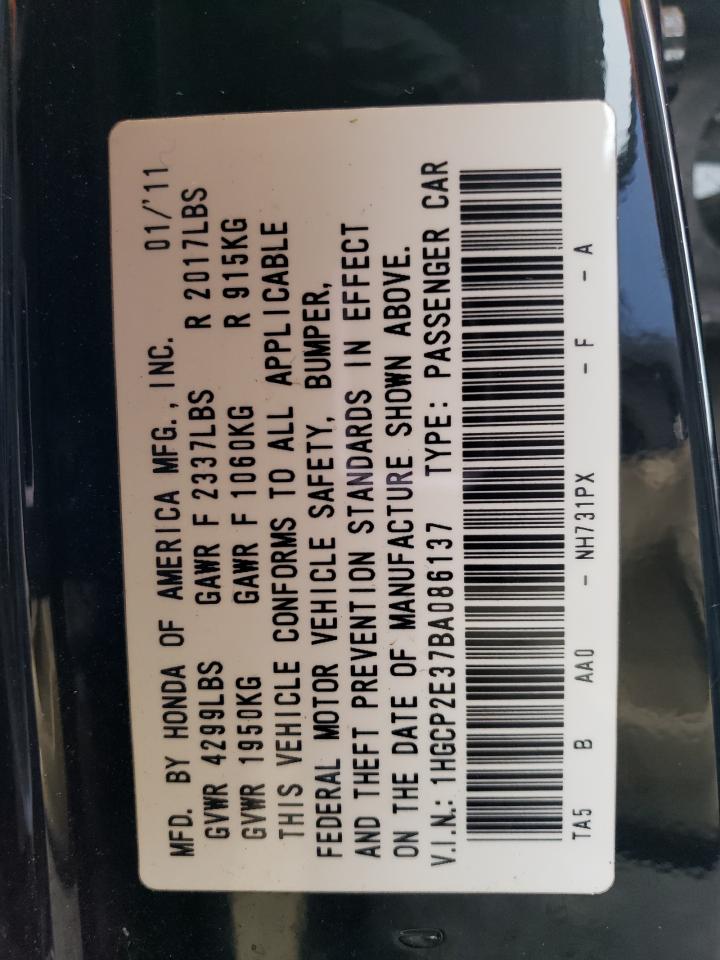 MFD. BY HONDA OF AMERICA MFG., INC. 01/'11
GVWR 4299LBS GAWR F 2337LBS R 2017LBS
GVWR 1950KG GAWR F 1060KG R 915KG
THIS VEHICLE CONFORMS TO ALL APPLICABLE
FEDERAL MOTOR VEHICLE SAFETY, BUMPER,
AND THEFT PREVENTION STANDARDS IN EFFECT
ON THE DATE OF MANUFACTURE SHOWN ABOVE.
V.I.N.: 1HGCP2E37BA086137 TYPE: PASSENGER CAR
TA5 B AA0 - NH731PX - F - A